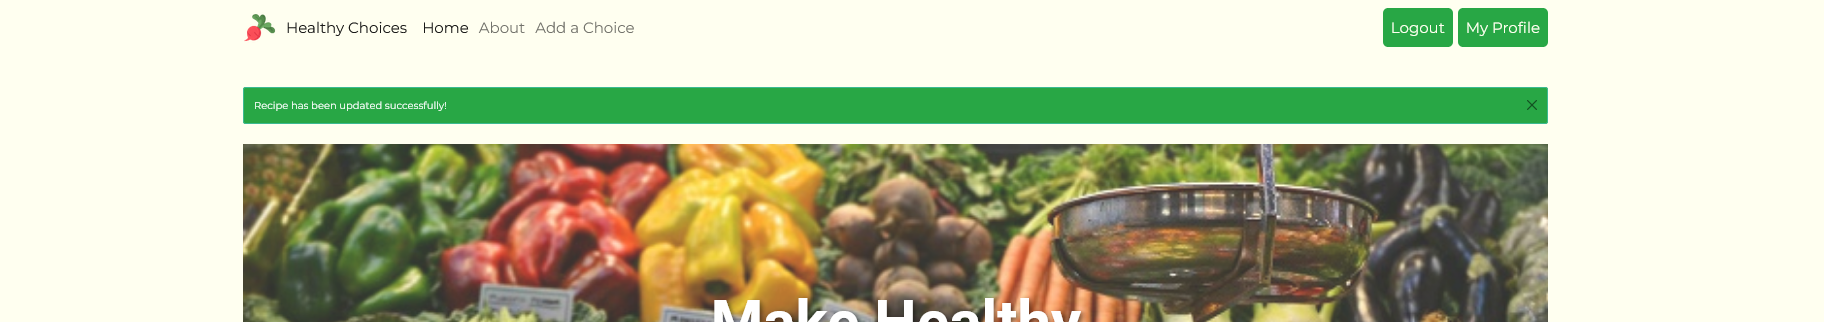 Healthy Choices Home About Add a Choice Logout My Profile
Recipe has been updated successfully!
Make Healthy